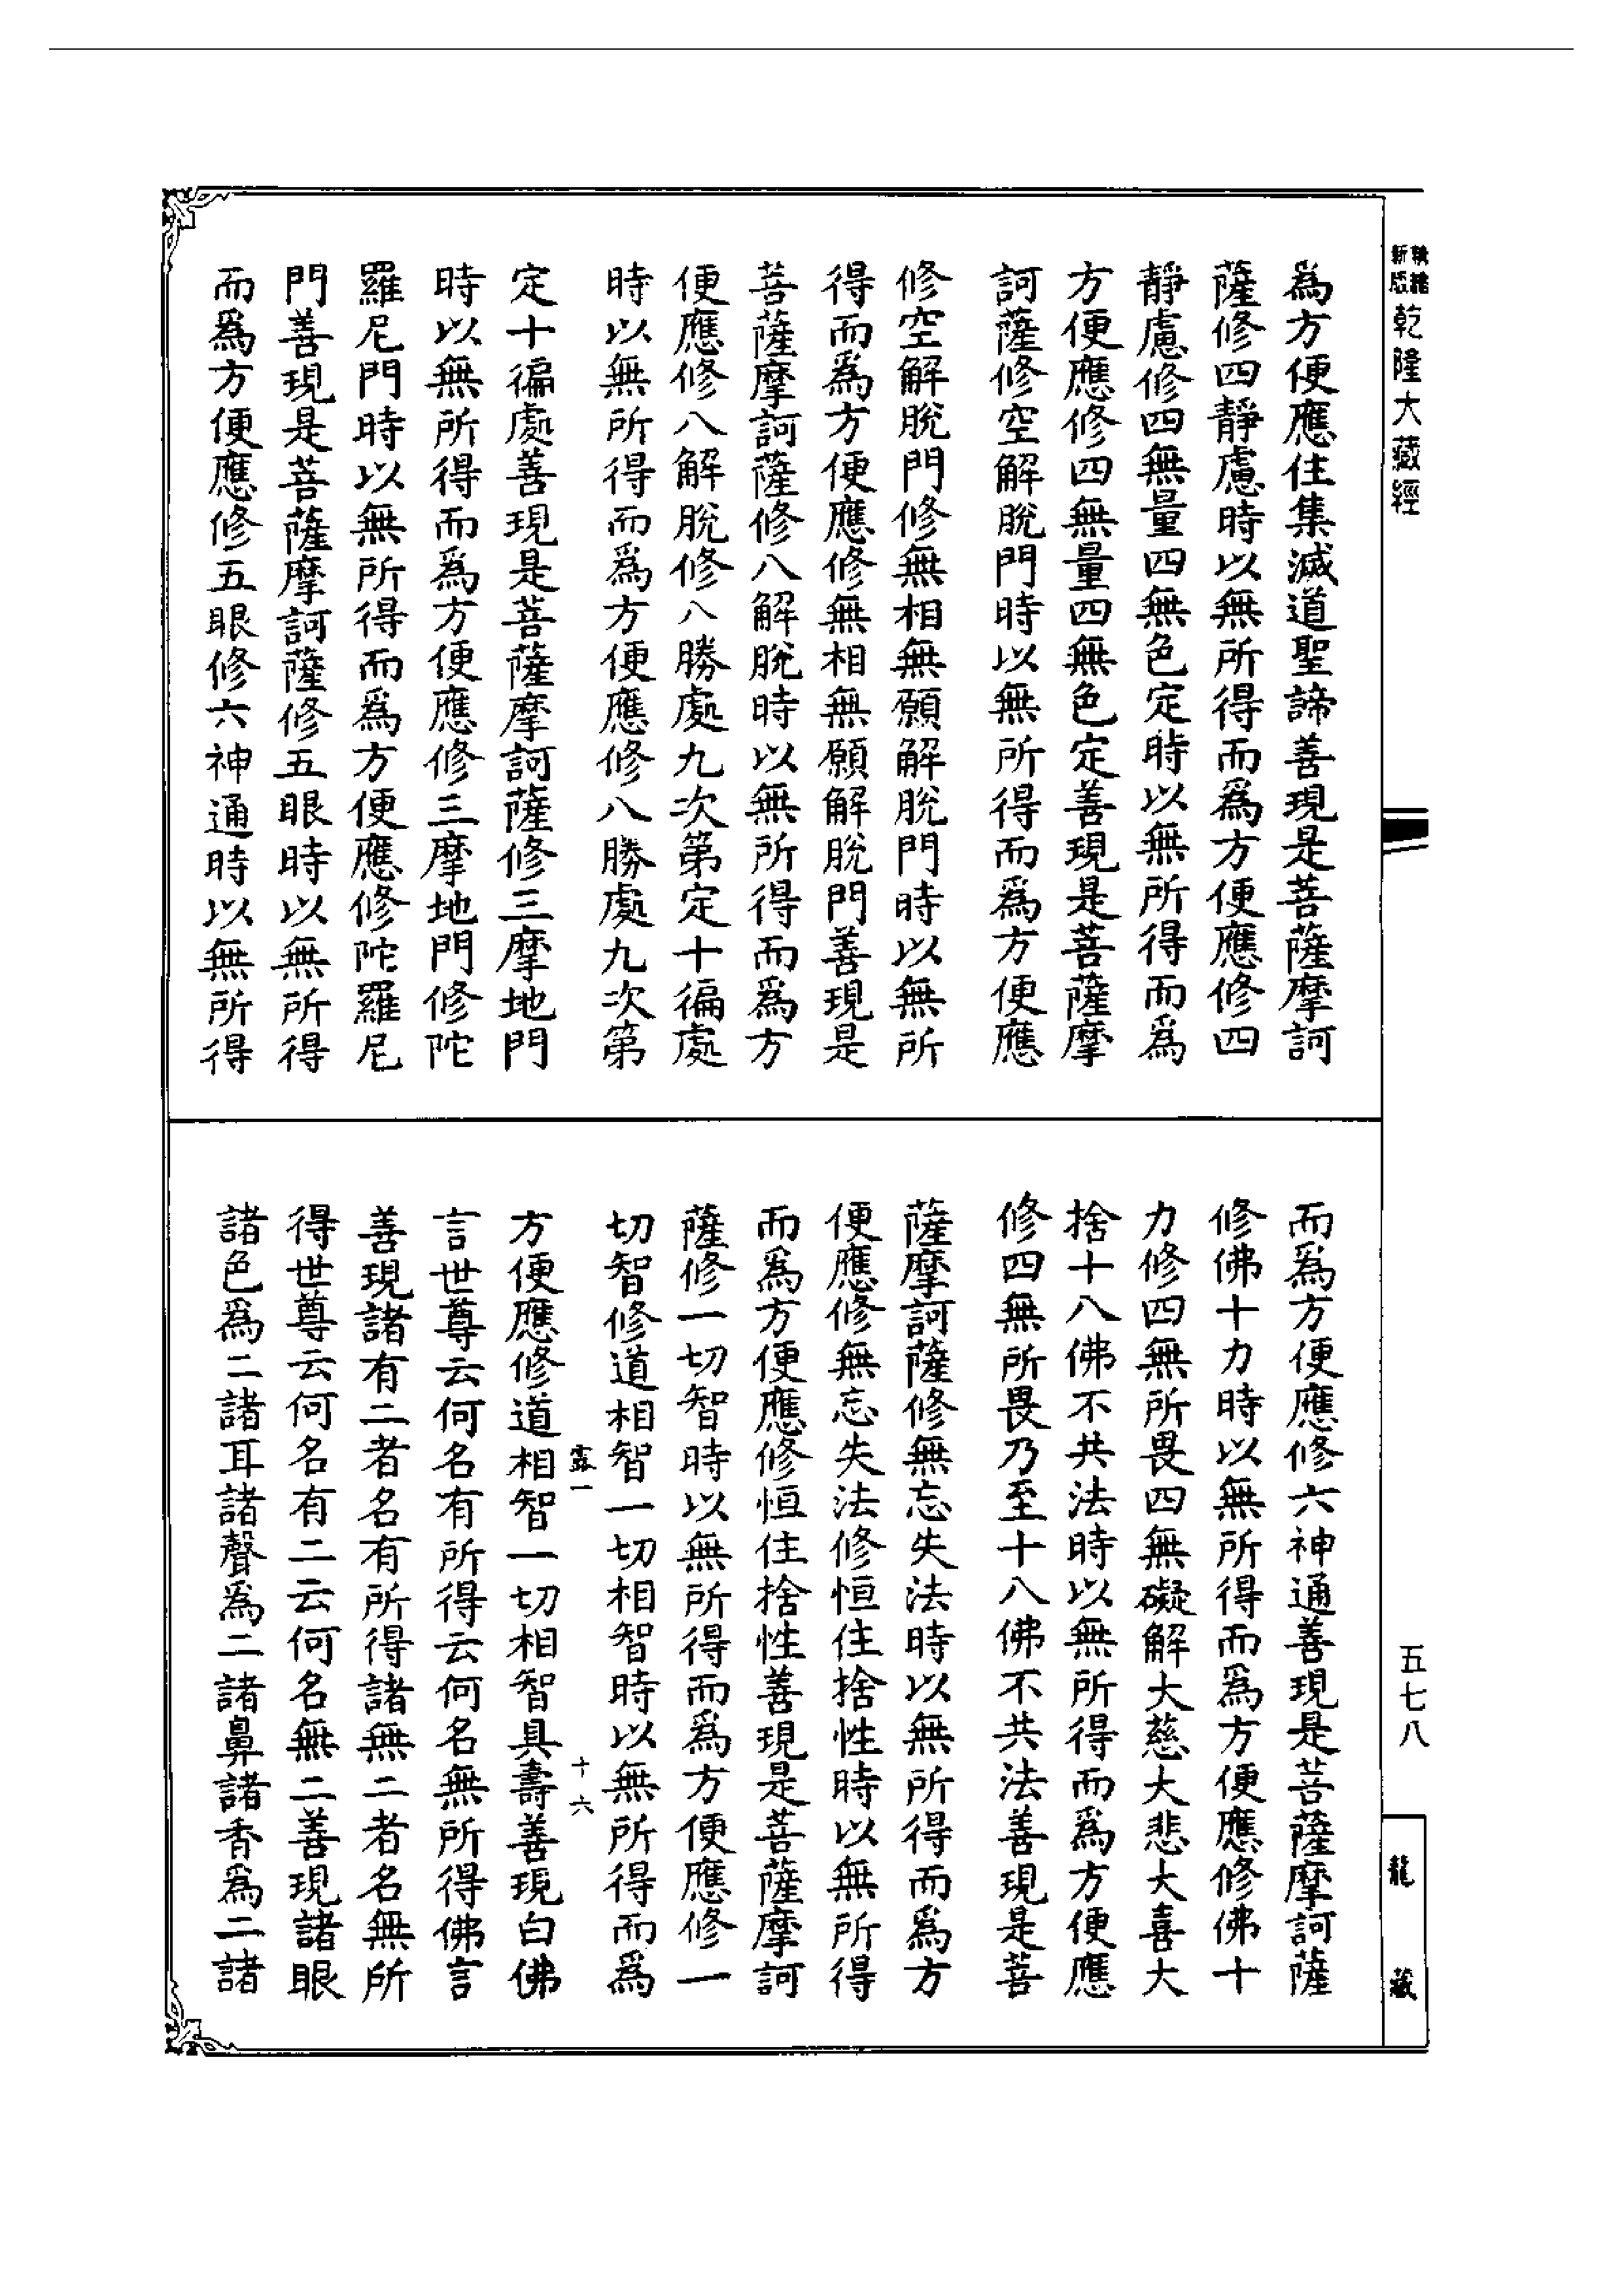 乾隆大藏經
爲方便應住集滅道聖諦善現是菩薩摩訶
薩修四靜慮時以無所得而爲方便應修四
靜慮修四無量四無色定時以無所得而爲
方便應修四無量四無色定善現是菩薩摩
訶薩修空解脫門時以無所得而爲方便應
修空解脫門修無相無願解脫門時以無所
得而爲方便應修無相無願解脫門善現是
菩薩摩訶薩修八解脫時以無所得而爲方
便應修八解脫修八勝處九次第定十徧處
時以無所得而爲方便應修八勝處九次第
定十徧處善現是菩薩摩訶薩修三摩地門
時以無所得而爲方便應修三摩地門修陀
羅尼門時以無所得而爲方便應修陀羅尼
門善現是菩薩摩訶薩修五眼時以無所得
而爲方便應修五眼修六神通時以無所得
而爲方便應修六神通善現是菩薩摩訶薩
修佛十力時以無所得而爲方便應修佛十
力修四無所畏四無礙解大慈大悲大喜大
捨十八佛不共法時以無所得而爲方便應
修四無所畏乃至十八佛不共法善現是菩
薩摩訶薩修無忘失法時以無所得而爲方
便應修無忘失法修恒住捨性時以無所得
而爲方便應修恒住捨性善現是菩薩摩訶
薩修一切智時以無所得而爲方便應修一
切智修道相智一切相智時以無所得而爲
露一 十六
方便應修道相智一切相智具壽善現白佛
言世尊云何名有所得云何名無所得佛言
善現諸有二者名有所得諸無二者名無所
得世尊云何名有二云何名無二善現諸眼
諸色爲二諸耳諸聲爲二諸鼻諸香爲二諸
五七八
龍藏